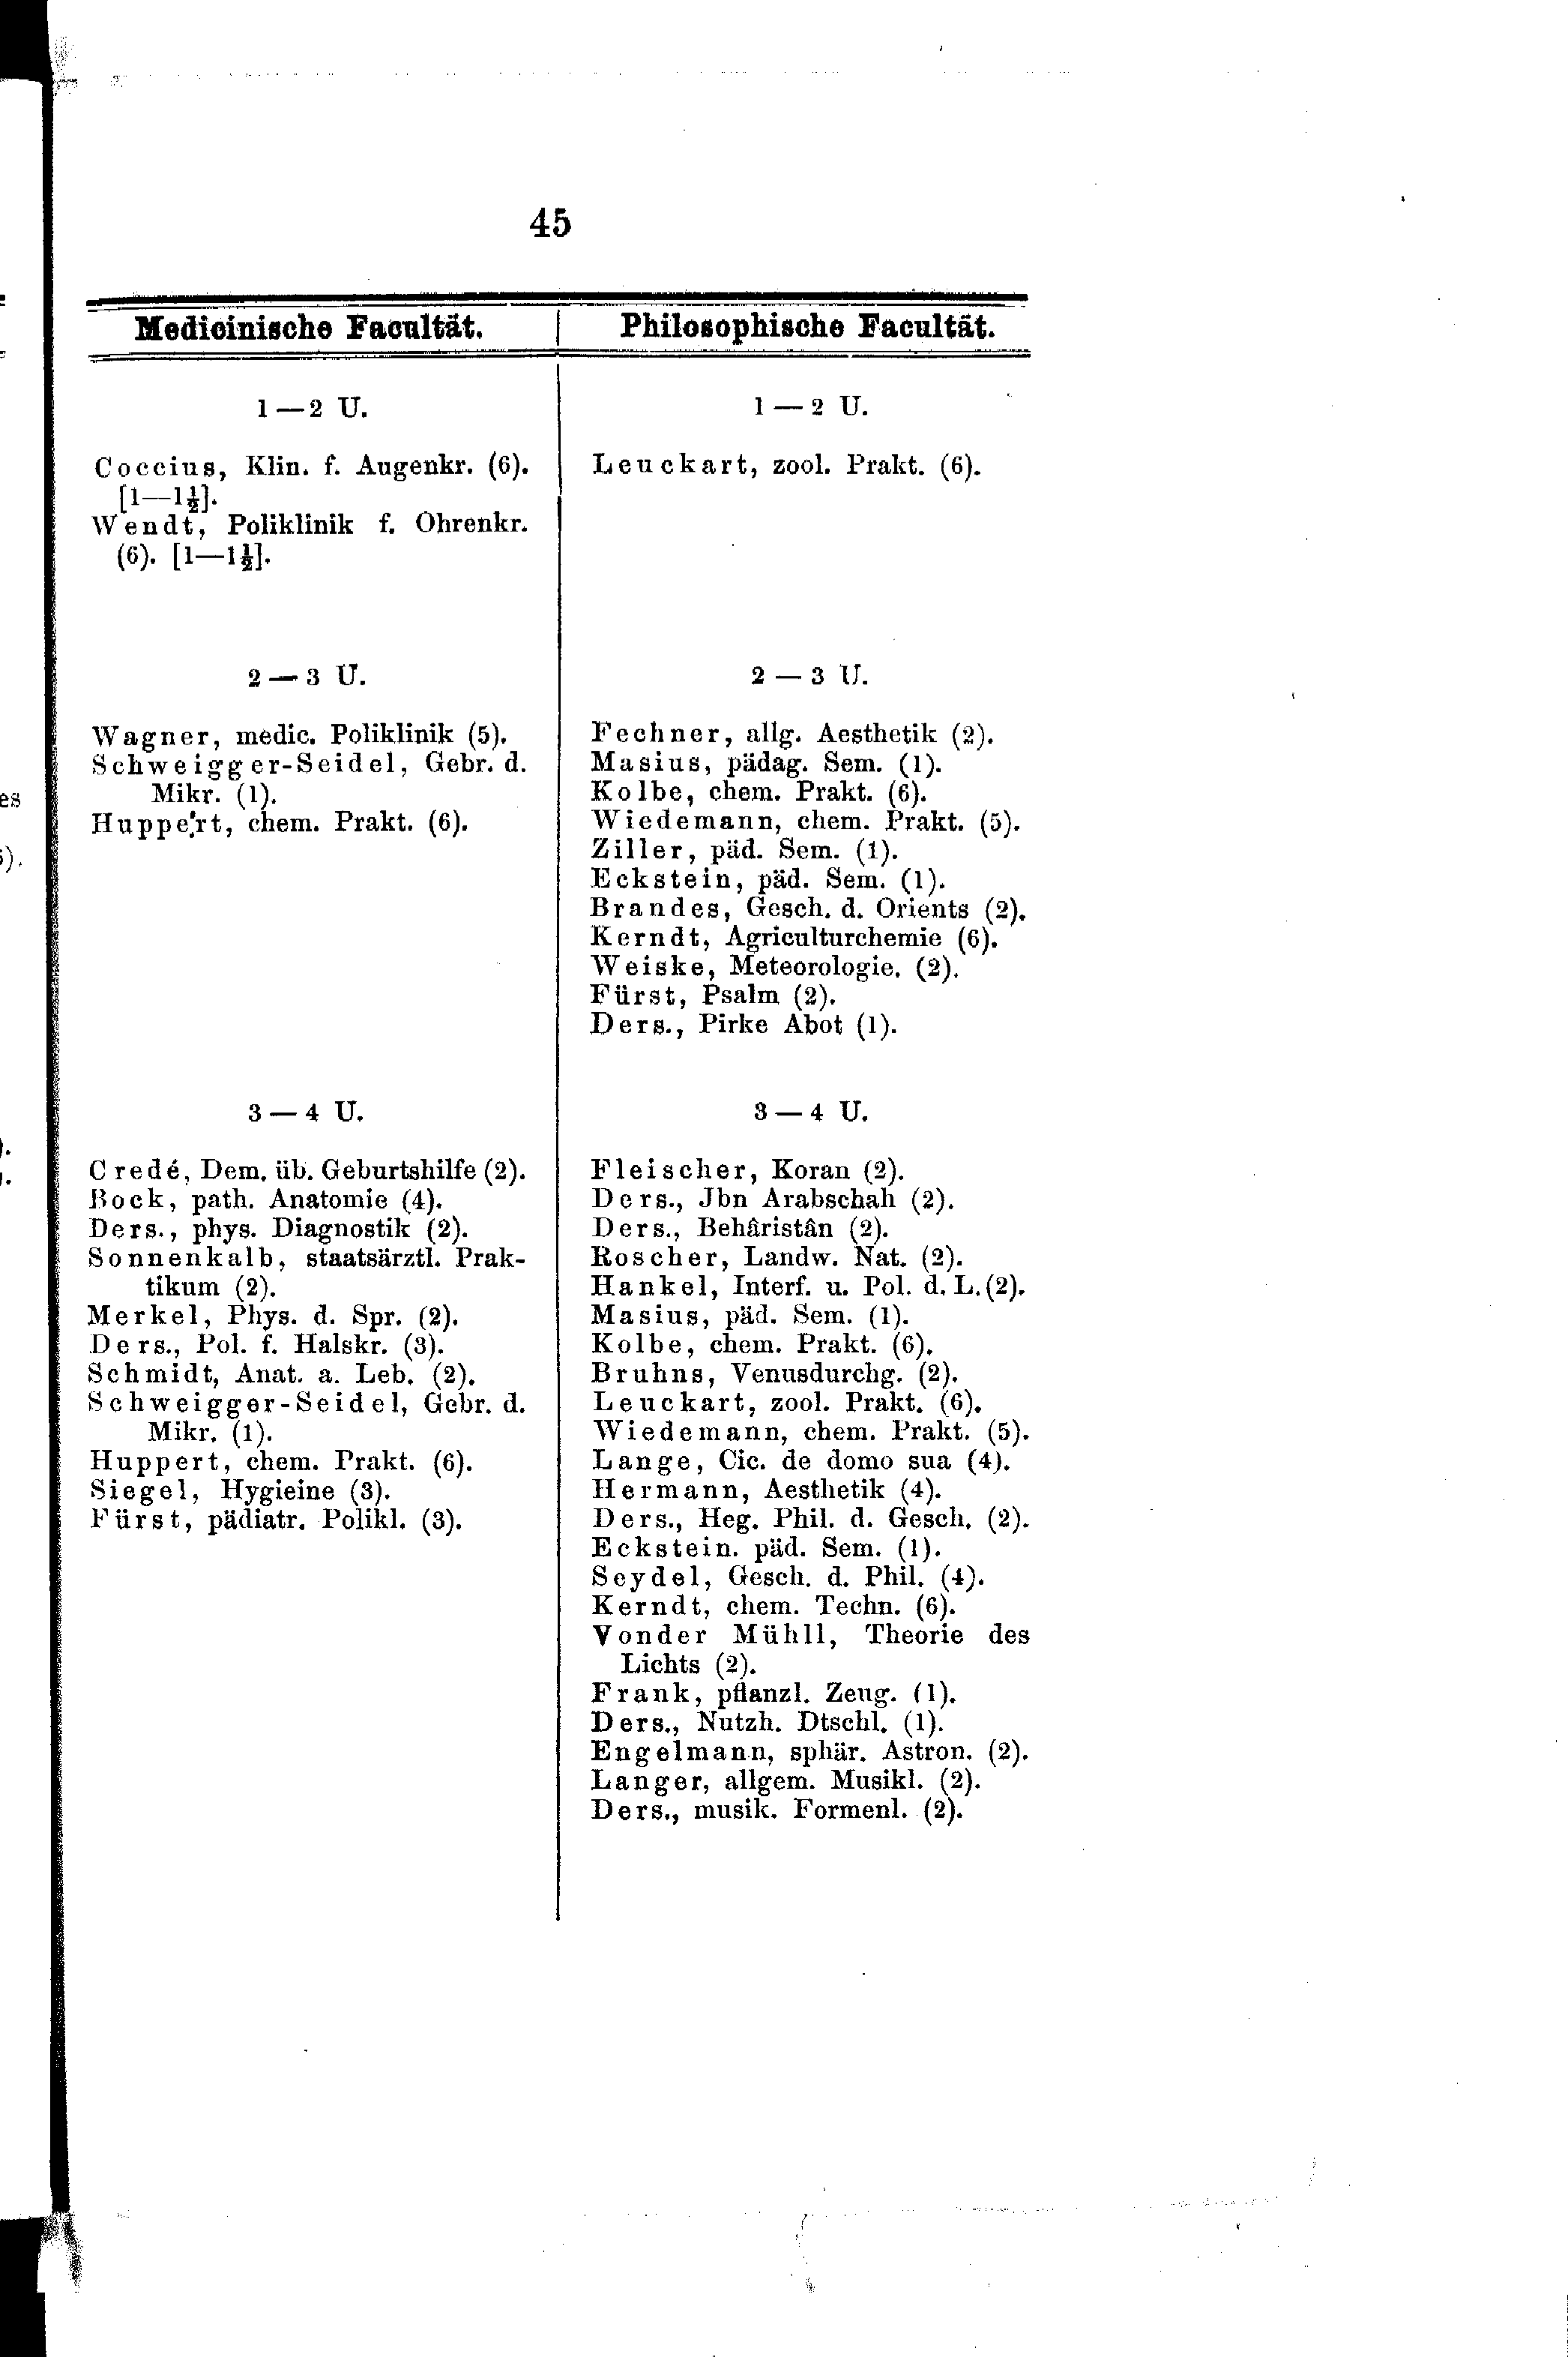 45
Medicinische Facultät.
1—2 U.
Coccius, Klin. f. Augenkr. (6).
[1—1½].
Wendt, Poliklinik f. Ohrenkr.
(6). [1—1½].
2—3 U.
Wagner, medic. Poliklinik (5).
Schweigger-Seidel, Gebr. d.
Mikr. (1).
Huppert, chem. Prakt. (6).
3—4 U.
Credé, Dem. üb. Geburtshilfe (2).
Bock, path. Anatomie (4).
Ders., phys. Diagnostik (2).
Sonnenkalb, staatsärztl. Prak-
tikum (2).
Merkel, Phys. d. Spr. (2).
Ders., Pol. f. Halskr. (3).
Schmidt, Anat. a. Leb. (2).
Schweigger-Seidel, Gebr. d.
Mikr. (1).
Huppert, chem. Prakt. (6).
Siegel, Hygieine (3).
Fürst, pädiatr. Polikl. (3).
Philosophische Facultät.
1—2 U.
Leuckart, zool. Prakt. (6).
2—3 U.
Fechner, allg. Aesthetik (2).
Masius, pädag. Sem. (1).
Kolbe, chem. Prakt. (6).
Wiedemann, chem. Prakt. (5).
Ziller, päd. Sem. (1).
Eckstein, päd. Sem. (1).
Brandes, Gesch. d. Orients (2).
Kerndt, Agriculturchemie (6).
Weiske, Meteorologie. (2).
Fürst, Psalm (2).
Ders., Pirke Abot (1).
3—4 U.
Fleischer, Koran (2).
Ders., Jbn Arabschah (2).
Ders., Behâristân (2).
Roscher, Landw. Nat. (2).
Hankel, Interf. u. Pol. d. L. (2).
Masius, päd. Sem. (1).
Kolbe, chem. Prakt. (6).
Bruhns, Venusdurchg. (2).
Leuckart, zool. Prakt. (6).
Wiedemann, chem. Prakt. (5).
Lange, Cic. de domo sua (4).
Hermann, Aesthetik (4).
Ders., Heg. Phil. d. Gesch. (2).
Eckstein. päd. Sem. (1).
Seydel, Gesch. d. Phil. (4).
Kerndt, chem. Techn. (6).
Vonder Mühll, Theorie des
Lichts (2).
Frank, pflanzl. Zeug. (1).
Ders., Nutzh. Dtschl. (1).
Engelmann, sphär. Astron. (2).
Langer, allgem. Musikl. (2).
Ders., musik. Formenl. (2).